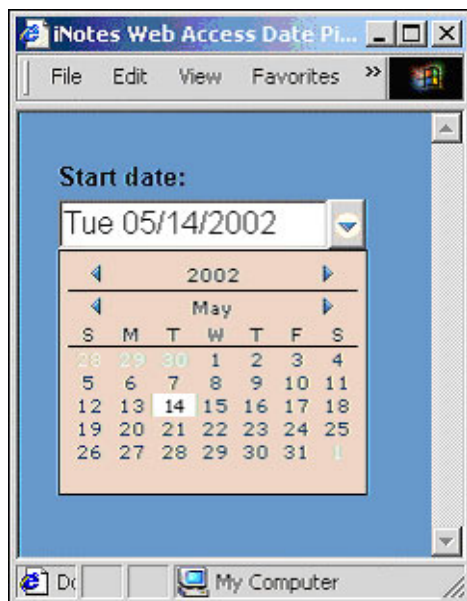 iNotes Web Access Date Pi...
File Edit View Favorites »
Start date:
Tue 05/14/2002
2002
May
S M T W T F S
28 29 30 1 2 3 4
5 6 7 8 9 10 11
12 13 14 15 16 17 18
19 20 21 22 23 24 25
26 27 28 29 30 31 1
My Computer